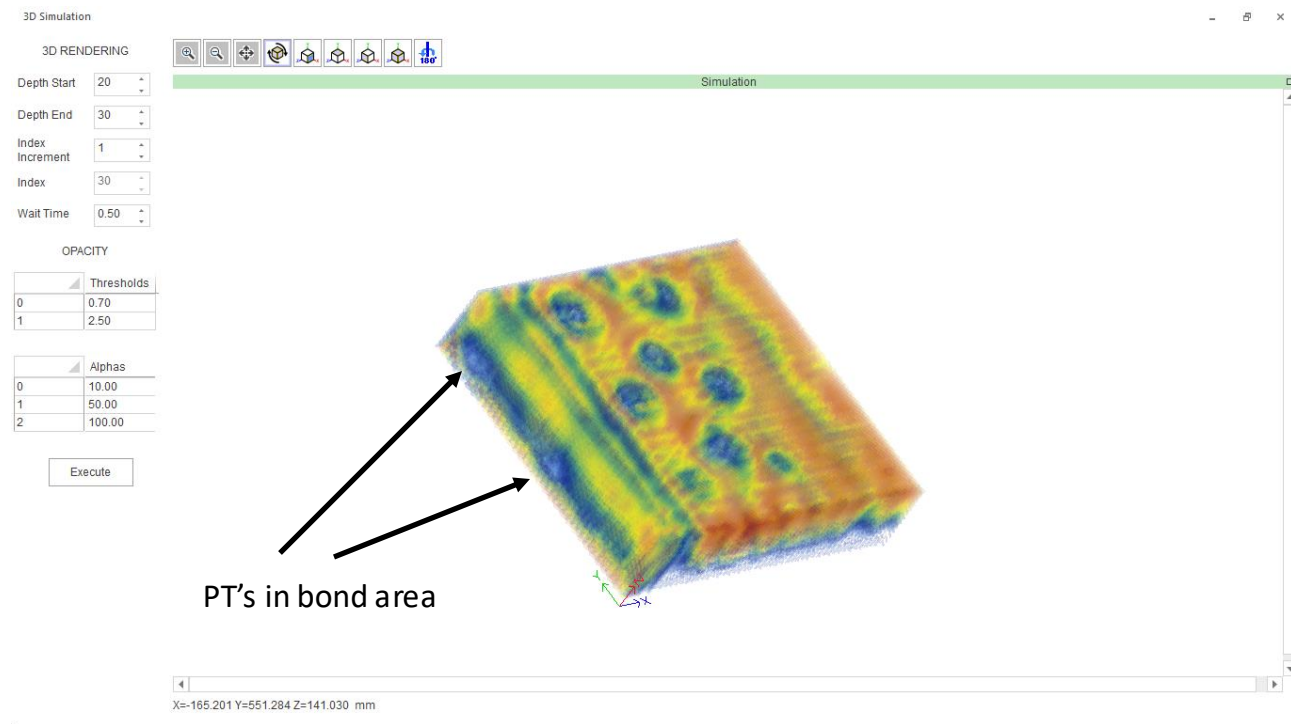 3D Simulation
3D RENDERING
Depth Start 20
Depth End 30
Index
Increment 1
Index 30
Wait Time 0.50
OPACITY
Thresholds
0 0.70
1 2.50
Alphas
0 10.00
1 50.00
2 100.00
Execute
180°
Simulation
PT's in bond area
Y
X
X=-165.201 Y=551.284 Z=141.030 mm